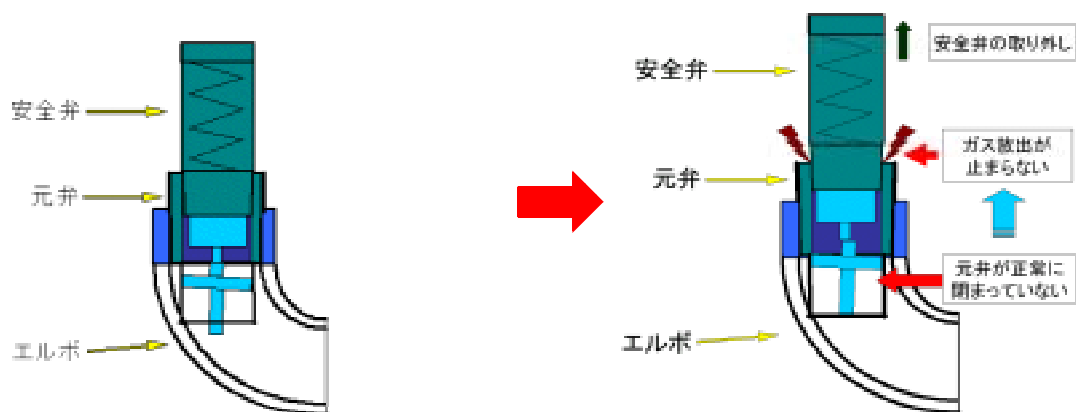 安全弁
元弁
エルボ
安全弁
元弁
エルボ
安全弁の取り外し
ガス放出が
止まらない
元弁が正常に
閉まっていない